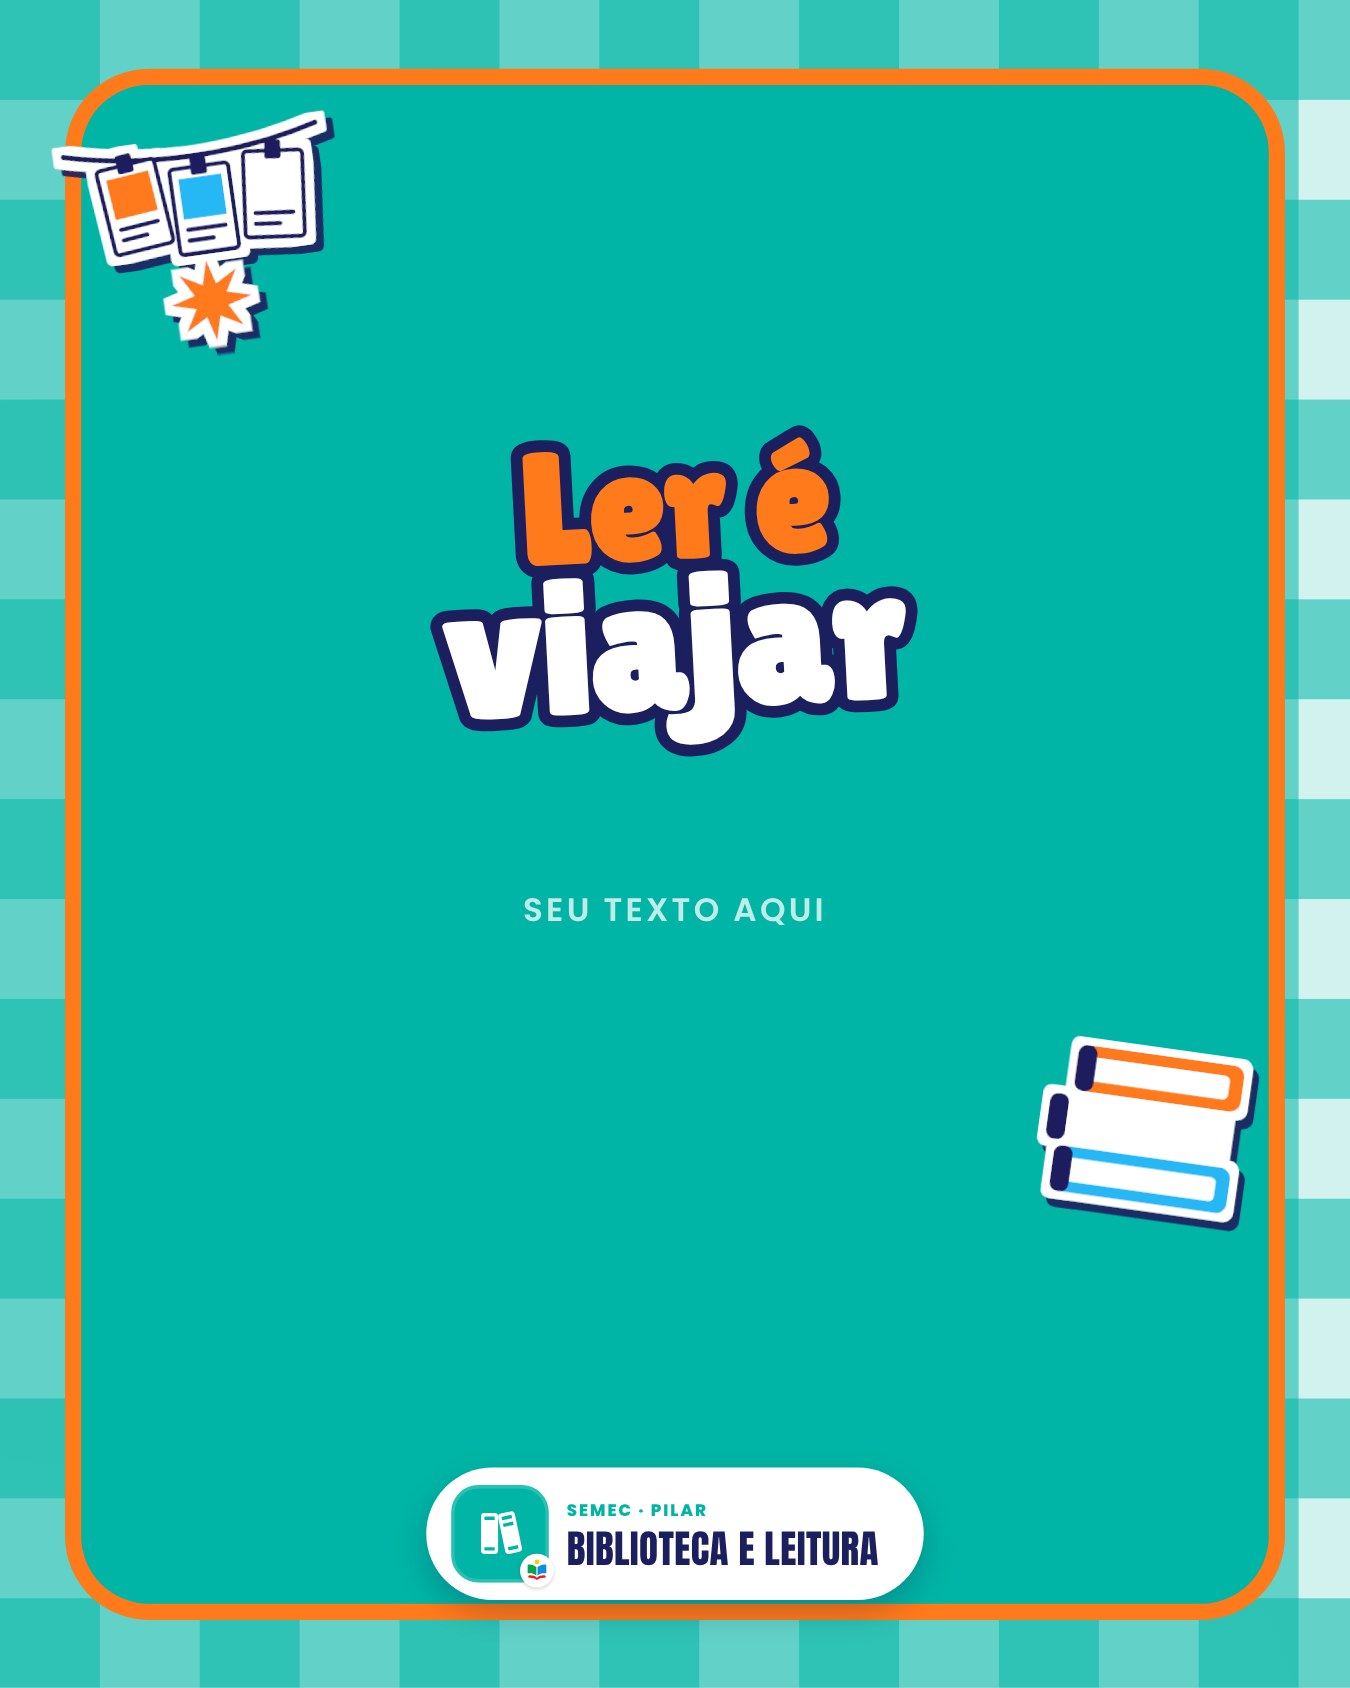 Ler é
viajar
SEU TEXTO AQUI
SEMEC · PILAR
BIBLIOTECA E LEITURA